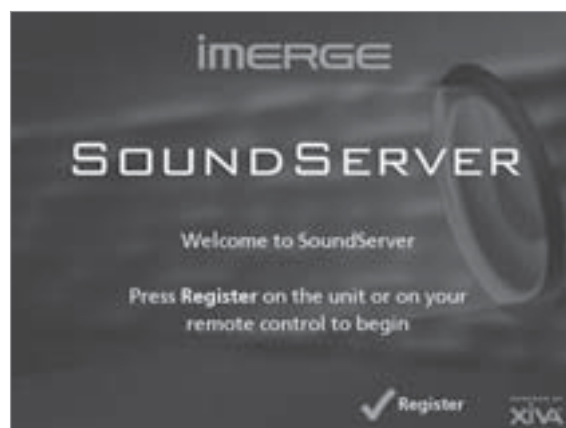 imERGE
SOUNDSERVER
Welcome to SoundServer
Press Register on the unit or on your
remote control to begin
Register
XiVA